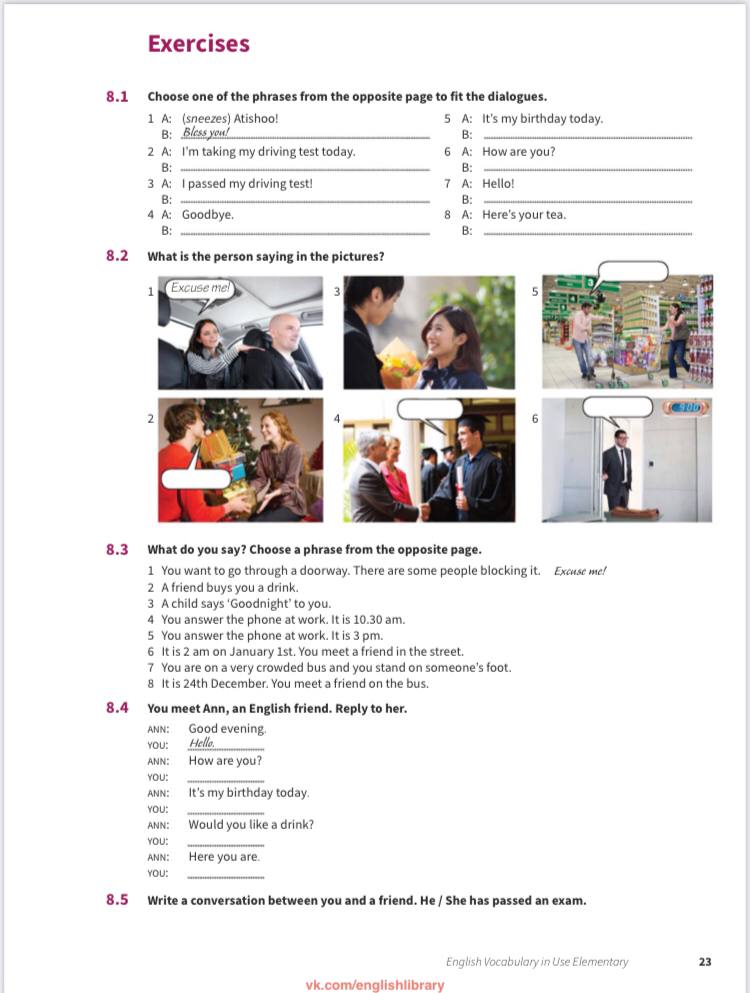 Exercises
8.1 Choose one of the phrases from the opposite page to fit the dialogues.
1 A: (sneezes) Atishoo!
B: Bless you!
2 A: I'm taking my driving test today.
B:
3 A: I passed my driving test!
B:
4 A: Goodbye.
B:
5 A: It's my birthday today.
B:
6 A: How are you?
B:
7 A: Hello!
B:
8 A: Here's your tea.
B:
8.2 What is the person saying in the pictures?
1 Excuse me!
3
5
3
4
2
4
6
9:00
8.3 What do you say? Choose a phrase from the opposite page.
1 You want to go through a doorway. There are some people blocking it. Excuse me!
2 A friend buys you a drink.
3 A child says 'Goodnight' to you.
4 You answer the phone at work. It is 10.30 am.
5 You answer the phone at work. It is 3 pm.
6 It is 2 am on January 1st. You meet a friend in the street.
7 You are on a very crowded bus and you stand on someone's foot.
8 It is 24th December. You meet a friend on the bus.
8.4 You meet Ann, an English friend. Reply to her.
ANN: Good evening.
YOU: Hello.
ANN: How are you?
YOU:
ANN: It's my birthday today.
YOU:
ANN: Would you like a drink?
YOU:
ANN: Here you are.
YOU:
8.5 Write a conversation between you and a friend. He / She has passed an exam.
English Vocabulary in Use Elementary 23
vk.com/englishlibrary